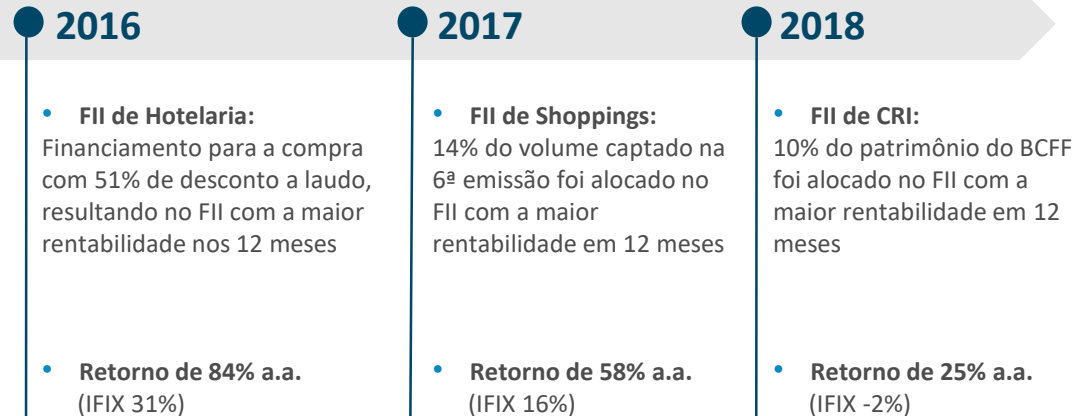 2016
2017
2018
• FII de Hotelaria:
Financiamento para a compra
com 51% de desconto a laudo,
resultando no FII com a maior
rentabilidade nos 12 meses
• Retorno de 84% a.a.
(IFIX 31%)
• FII de Shoppings:
14% do volume captado na
6ª emissão foi alocado no
FII com a maior
rentabilidade em 12 meses
• Retorno de 58% a.a.
(IFIX 16%)
• FII de CRI:
10% do patrimônio do BCFF
foi alocado no FII com a
maior rentabilidade em 12
meses
• Retorno de 25% a.a.
(IFIX -2%)